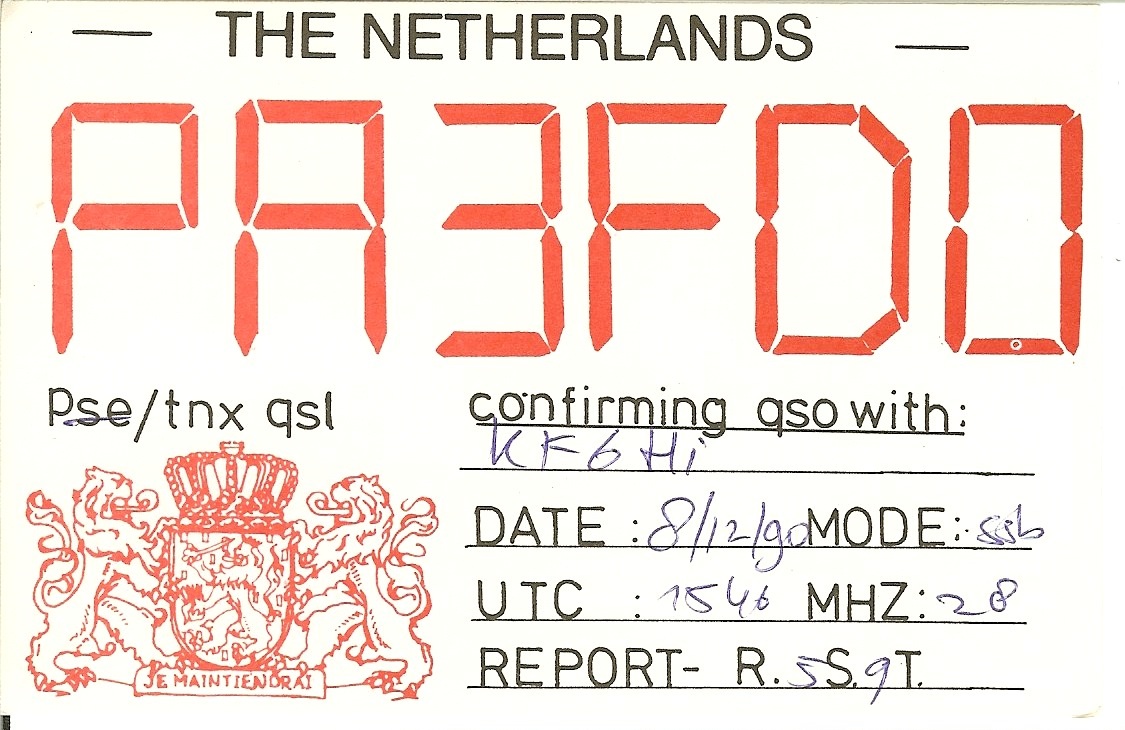 — THE NETHERLANDS —
PA3FDO
Pse/tnx qsl
confirming qso with:
KF6Hi
DATE : 8/12/90 MODE: ssb
UTC : 1546 MHZ: 28
REPORT- R. 5 S. 9 T.
JE MAINTIENDRAI